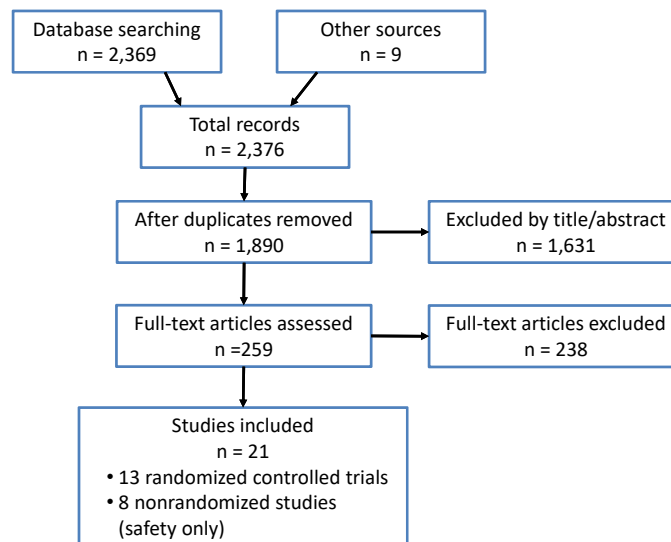 Database searching
n = 2,369
Other sources
n = 9
Total records
n = 2,376
After duplicates removed
n = 1,890
Excluded by title/abstract
n = 1,631
Full-text articles assessed
n =259
Full-text articles excluded
n = 238
Studies included
n = 21
• 13 randomized controlled trials
• 8 nonrandomized studies
(safety only)